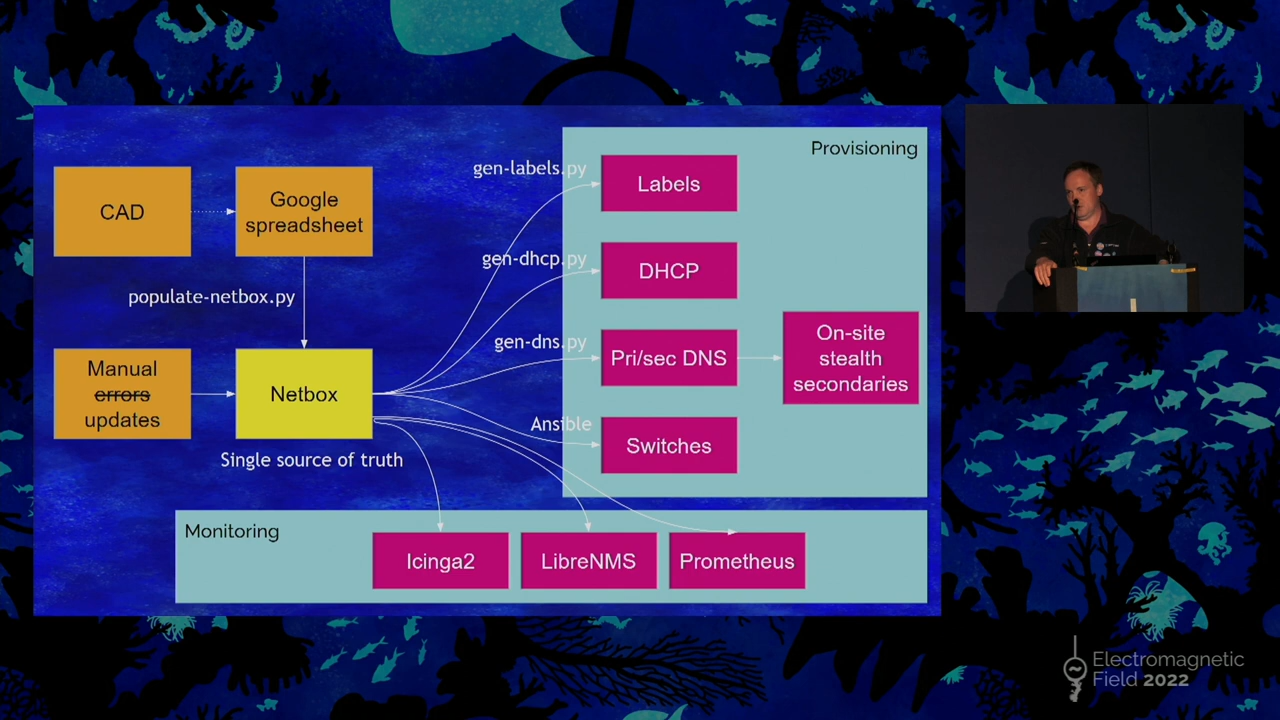 Provisioning
gen-labels.py
Labels
CAD
Google
spreadsheet
gen-dhcp.py
DHCP
populate-netbox.py
gen-dns.py
Pri/sec DNS
On-site
stealth
secondaries
Manual
errors
updates
Netbox
Ansible
Switches
Single source of truth
Monitoring
Icinga2
LibreNMS
Prometheus
Electromagnetic
Field 2022